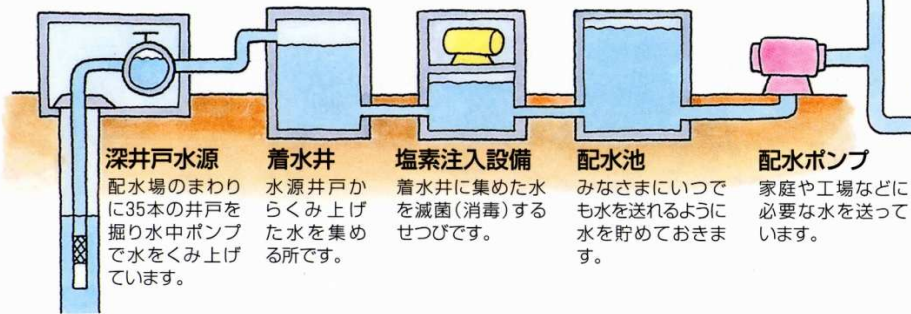 深井戸水源
配水場のまわり
に35本の井戸を
掘り水中ポンプ
で水をくみ上げ
ています。
着水井
水源井戸か
らくみ上げ
た水を集め
る所です。
塩素注入設備
着水井に集めた水
を滅菌(消毒)する
せつびです。
配水池
みなさまにいつで
も水を送れるように
水を貯めておきま
す。
配水ポンプ
家庭や工場などに
必要な水を送って
います。